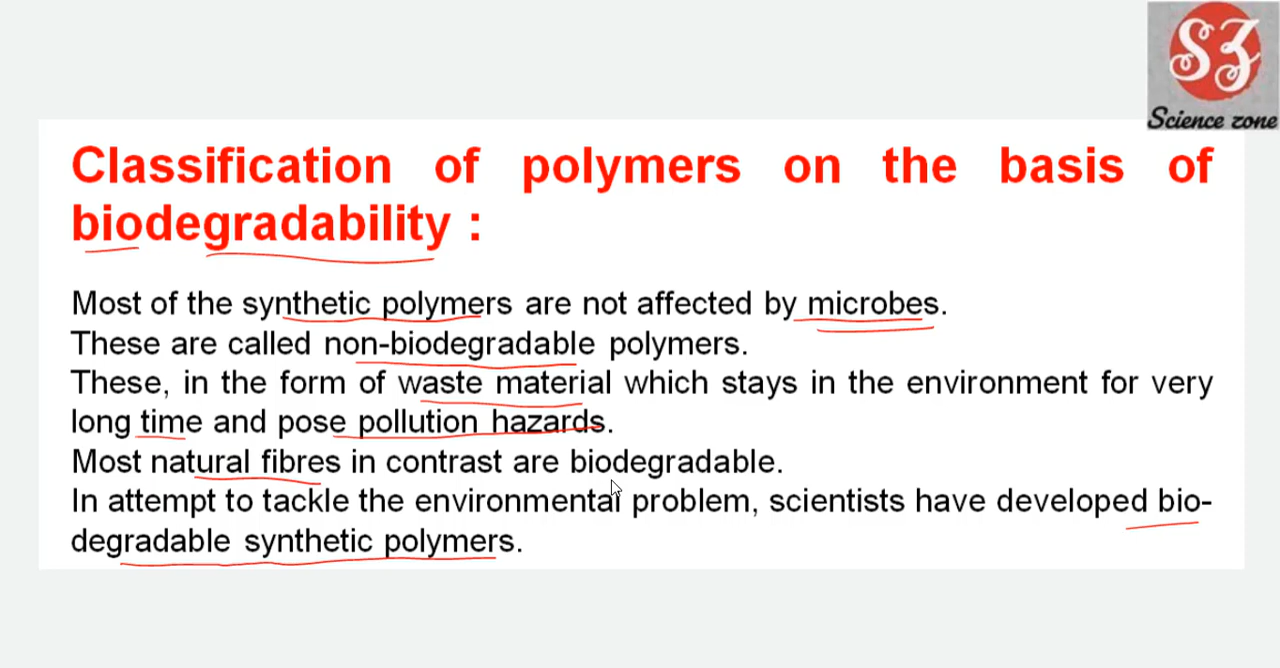 SZ
Science zone
Classification of polymers on the basis of
biodegradability :
Most of the synthetic polymers are not affected by microbes.
These are called non-biodegradable polymers.
These, in the form of waste material which stays in the environment for very
long time and pose pollution hazards.
Most natural fibres in contrast are biodegradable.
In attempt to tackle the environmental problem, scientists have developed bio-
degradable synthetic polymers.